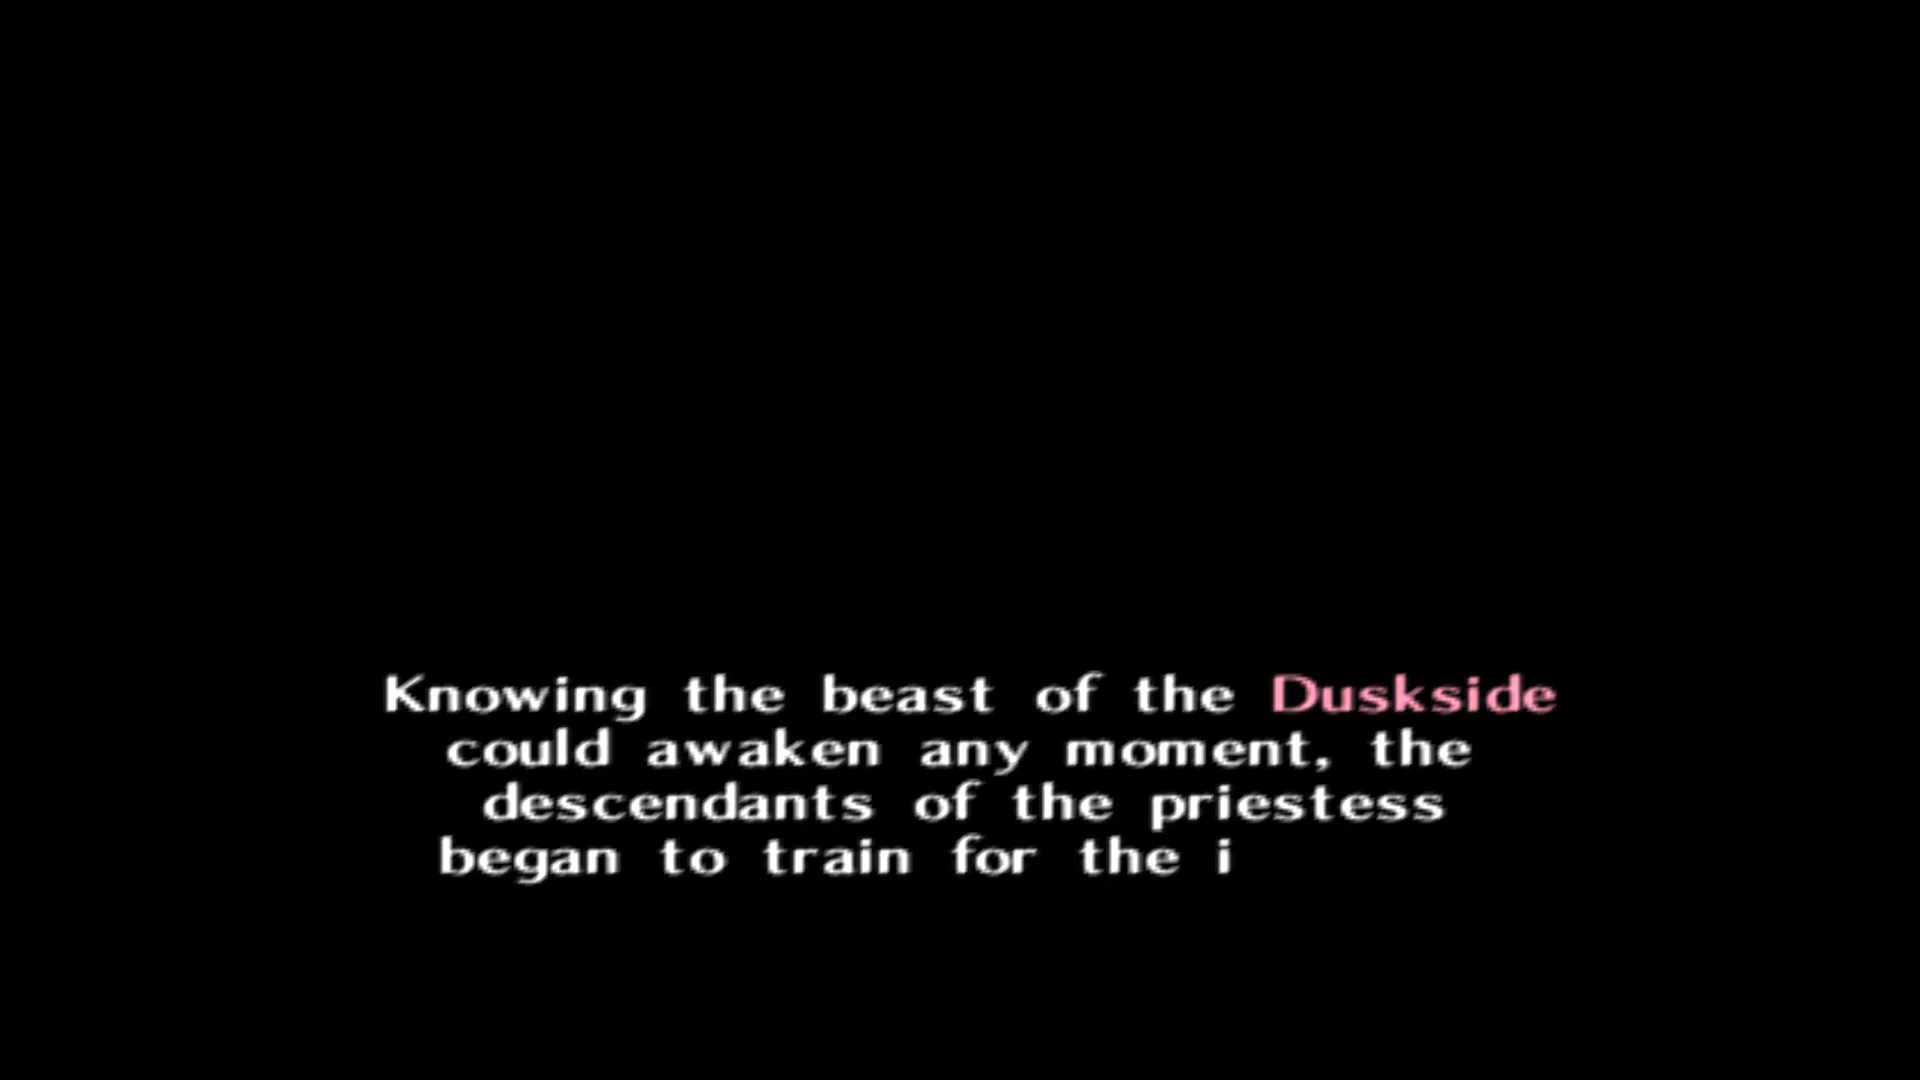 Knowing the beast of the Duskside
could awaken any moment, the
descendants of the priestess
began to train for the i